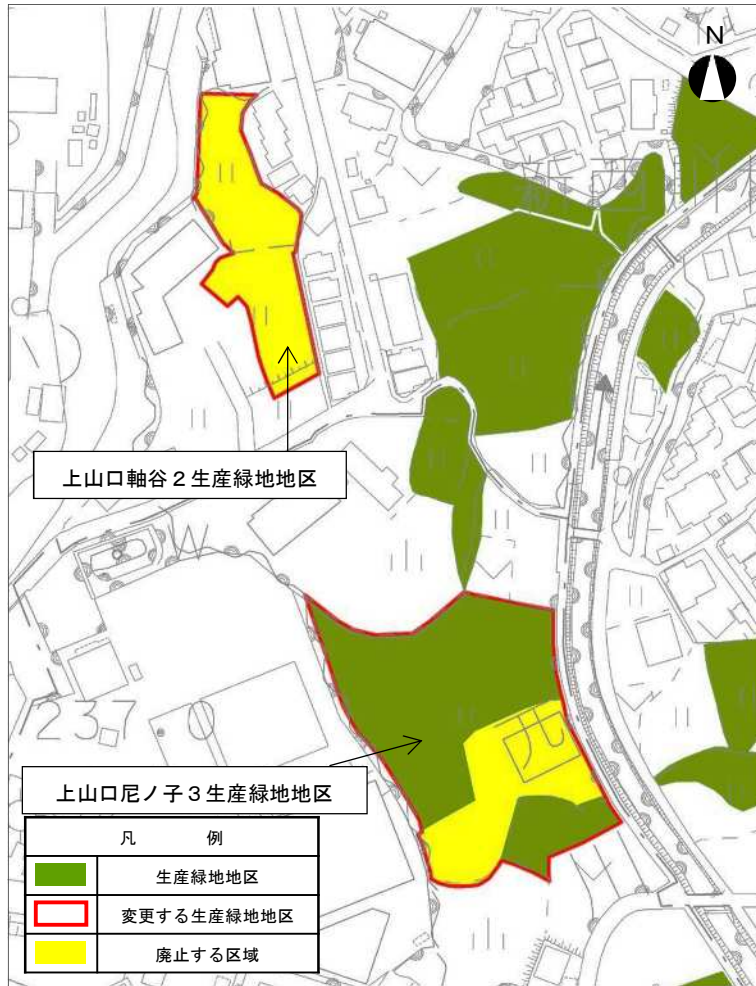 N
上山口軸谷2生産緑地地区
237
上山口尼ノ子3生産緑地地区
凡 例
生産緑地地区
変更する生産緑地地区
廃止する区域